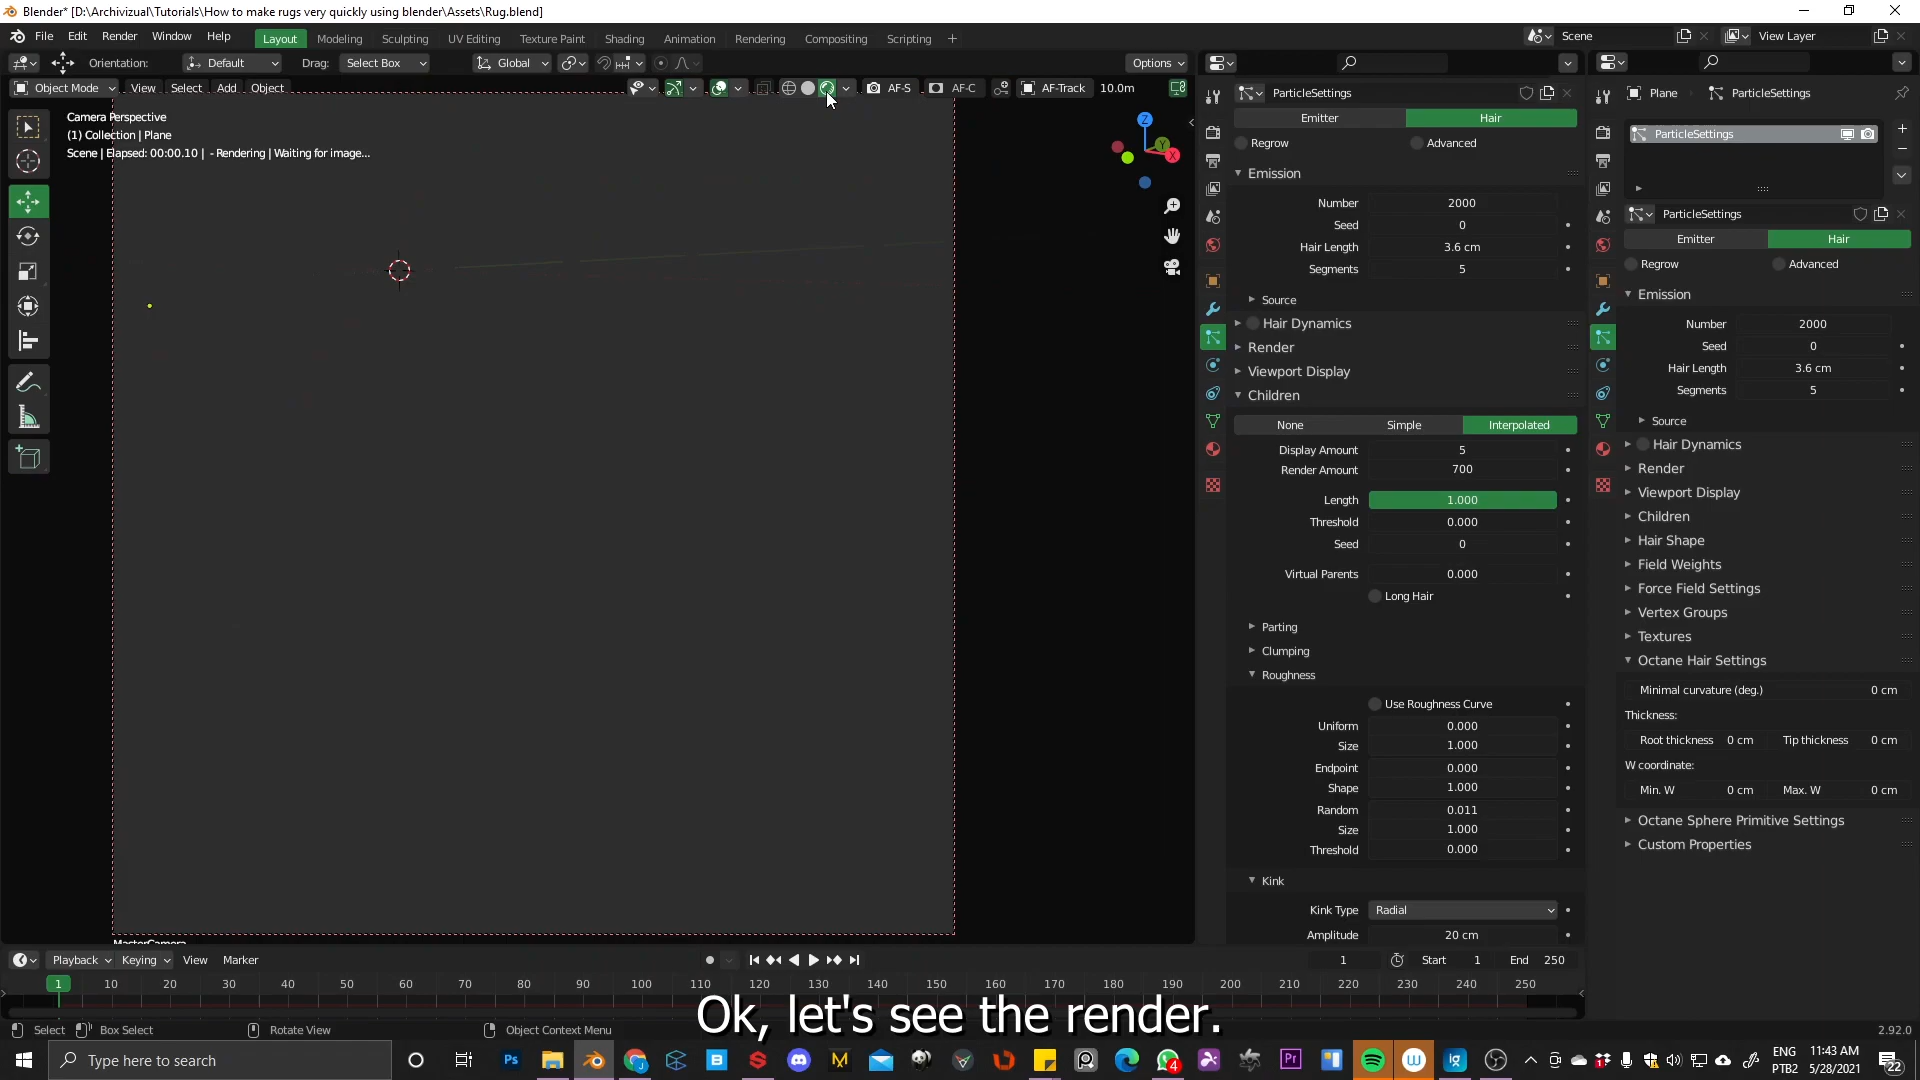 Blender* [D:\Archivizual\Tutorials\How to make rugs very quickly using blender\Assets\Rug.blend]
File Edit Render Window Help Layout Modeling Sculpting UV Editing Texture Paint Shading Animation Rendering Compositing Scripting + Scene View Layer
Orientation: Default Drag: Select Box Global Options
Object Mode View Select Add Object AF-S AF-C AF-Track 10.0m
Camera Perspective
(1) Collection | Plane
Scene | Elapsed: 00:00.10 | - Rendering | Waiting for image...
Z
Y
X
MasterCamera
ParticleSettings
Emitter Hair
Regrow Advanced
Emission
Number 2000
Seed 0
Hair Length 3.6 cm
Segments 5
Source
Hair Dynamics
Render
Viewport Display
Children
None Simple Interpolated
Display Amount 5
Render Amount 700
Length 1.000
Threshold 0.000
Seed 0
Virtual Parents 0.000
Long Hair
Parting
Clumping
Roughness
Use Roughness Curve
Uniform 0.000
Size 1.000
Endpoint 0.000
Shape 1.000
Random 0.011
Size 1.000
Threshold 0.000
Kink
Kink Type Radial
Amplitude 20 cm
Plane ParticleSettings
ParticleSettings
ParticleSettings
Emitter Hair
Regrow Advanced
Emission
Number 2000
Seed 0
Hair Length 3.6 cm
Segments 5
Source
Hair Dynamics
Render
Viewport Display
Children
Hair Shape
Field Weights
Force Field Settings
Vertex Groups
Textures
Octane Hair Settings
Minimal curvature (deg.) 0 cm
Thickness:
Root thickness 0 cm Tip thickness 0 cm
W coordinate:
Min. W 0 cm Max. W 0 cm
Octane Sphere Primitive Settings
Custom Properties
Playback Keying View Marker 1 Start 1 End 250
1 10 20 30 40 50 60 70 80 90 100 110 120 130 140 150 160 170 180 190 200 210 220 230 240 250
Ok, let's see the render.
Select Box Select Rotate View Object Context Menu 2.92.0
Type here to search
Ps
M
4
Pr
W
ig
ENG
PTB2
11:43 AM
5/28/2021
22